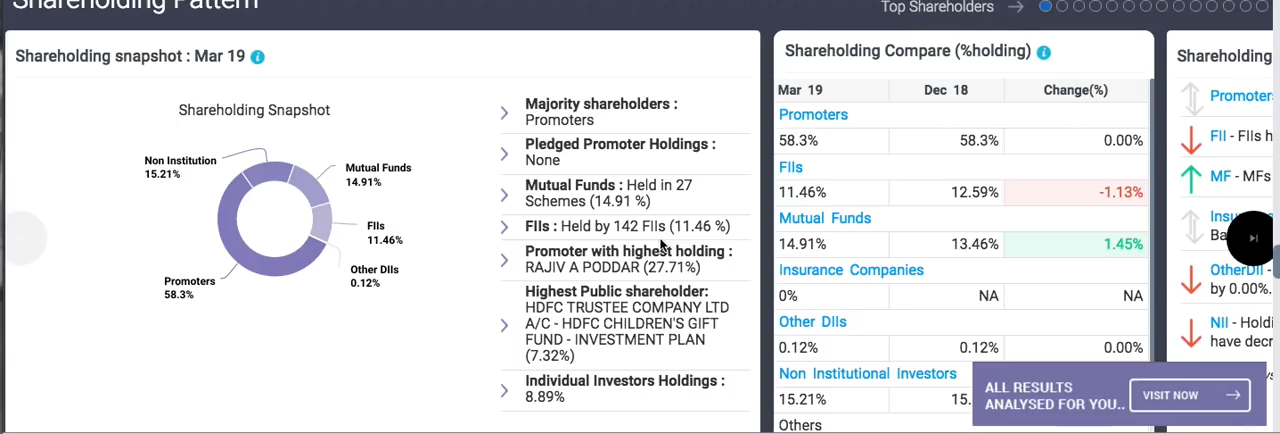 Shareholding Pattern
Top Shareholders
Shareholding snapshot : Mar 19
Shareholding Snapshot
Non Institution
15.21%
Mutual Funds
14.91%
FIIs
11.46%
Other DIIs
0.12%
Promoters
58.3%
Majority shareholders :
Promoters
Pledged Promoter Holdings :
None
Mutual Funds : Held in 27
Schemes (14.91 %)
FIIs : Held by 142 FIIs (11.46 %)
Promoter with highest holding :
RAJIV A PODDAR (27.71%)
Highest Public shareholder:
HDFC TRUSTEE COMPANY LTD
A/C - HDFC CHILDREN'S GIFT
FUND - INVESTMENT PLAN
(7.32%)
Individual Investors Holdings :
8.89%
Shareholding Compare (%holding)
Mar 19 Dec 18 Change(%)
Promoters
58.3% 58.3% 0.00%
FIIs
11.46% 12.59% -1.13%
Mutual Funds
14.91% 13.46% 1.45%
Insurance Companies
0% NA NA
Other DIIs
0.12% 0.12% 0.00%
Non Institutional Investors
15.21% 15.
Others
Shareholding
Promoter
FII - FIIs h
MF - MFs
Insu
Ba
OtherDII -
by 0.00%.
NII - Holdi
have decr
ALL RESULTS
ANALYSED FOR YOU..
VISIT NOW